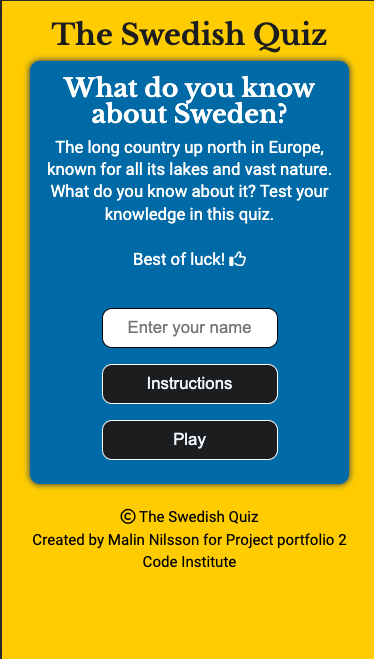 The Swedish Quiz
What do you know
about Sweden?
The long country up north in Europe,
known for all its lakes and vast nature.
What do you know about it? Test your
knowledge in this quiz.
Best of luck!
Enter your name
Instructions
Play
© The Swedish Quiz
Created by Malin Nilsson for Project portfolio 2
Code Institute